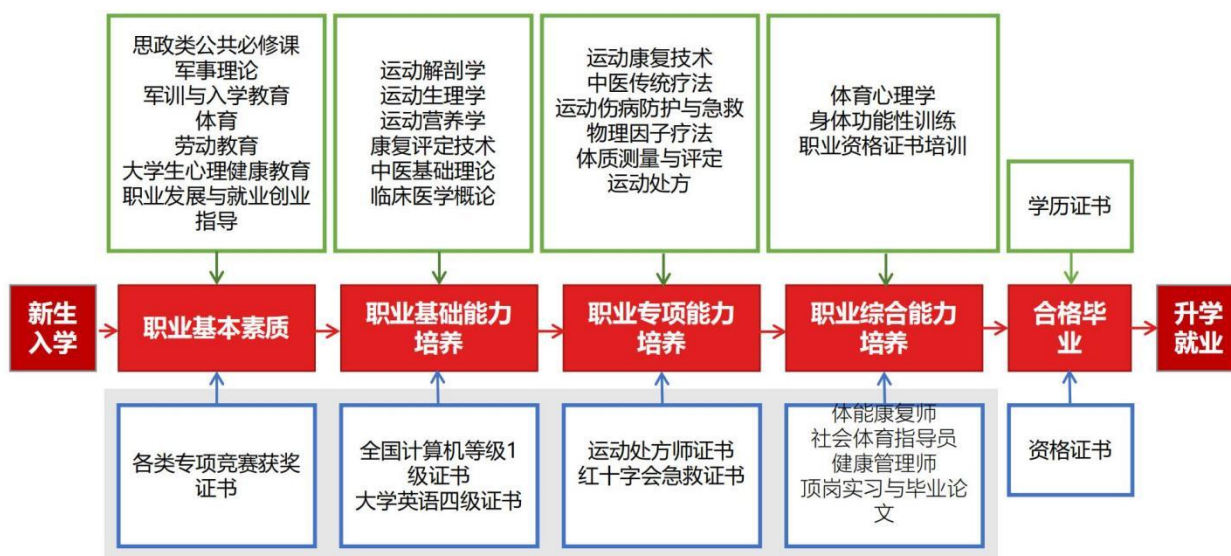 思政类公共必修课
军事理论
军训与入学教育
体育
劳动教育
大学生心理健康教育
职业发展与就业创业
指导
运动解剖学
运动生理学
运动营养学
康复评定技术
中医基础理论
临床医学概论
运动康复技术
中医传统疗法
运动伤病防护与急救
物理因子疗法
体质测量与评定
运动处方
体育心理学
身体功能性训练
职业资格证书培训
学历证书
新生
入学
职业基本素质
职业基础能力
培养
职业专项能力
培养
职业综合能力
培养
合格毕
业
升学
就业
各类专项竞赛获奖
证书
全国计算机等级1
级证书
大学英语四级证书
运动处方师证书
红十字会急救证书
体能康复师
社会体育指导员
健康管理师
顶岗实习与毕业论
文
资格证书